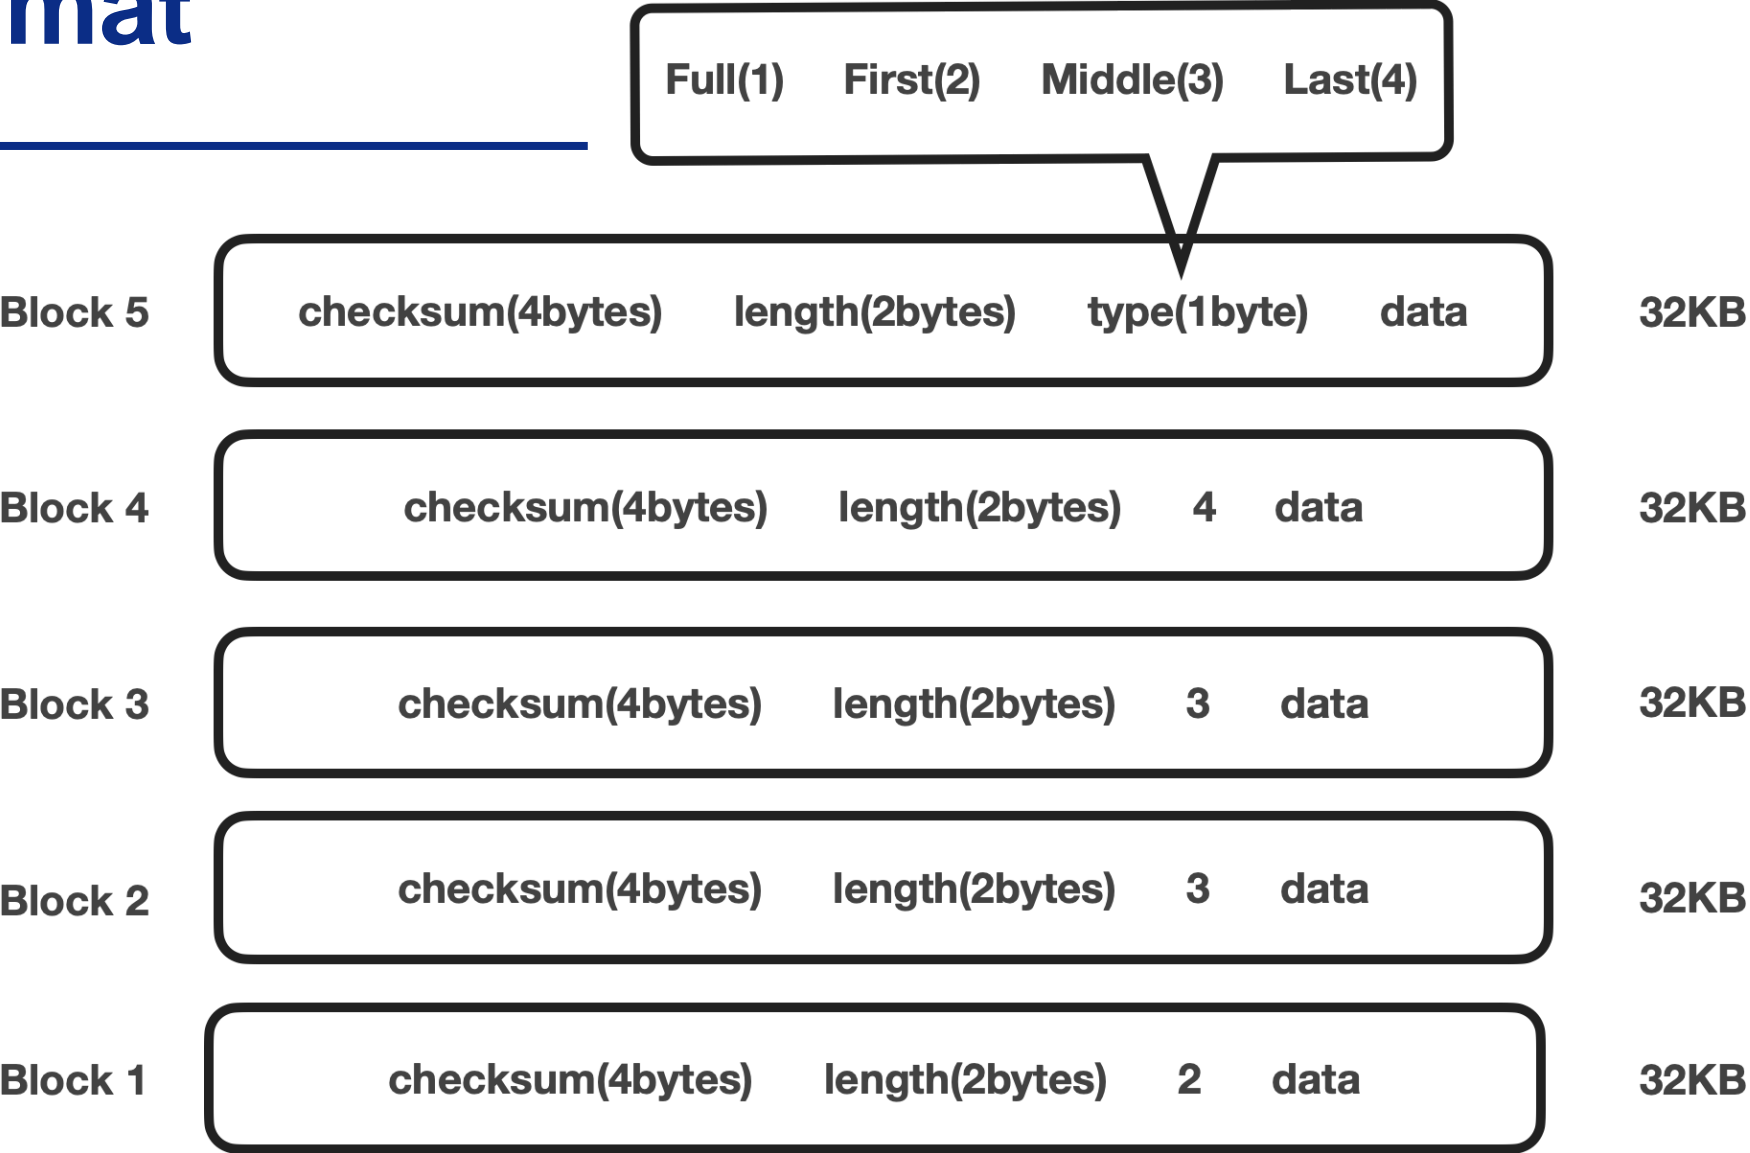 mat
Full(1) First(2) Middle(3) Last(4)
Block 5 checksum(4bytes) length(2bytes) type(1byte) data 32KB
Block 4 checksum(4bytes) length(2bytes) 4 data 32KB
Block 3 checksum(4bytes) length(2bytes) 3 data 32KB
Block 2 checksum(4bytes) length(2bytes) 3 data 32KB
Block 1 checksum(4bytes) length(2bytes) 2 data 32KB